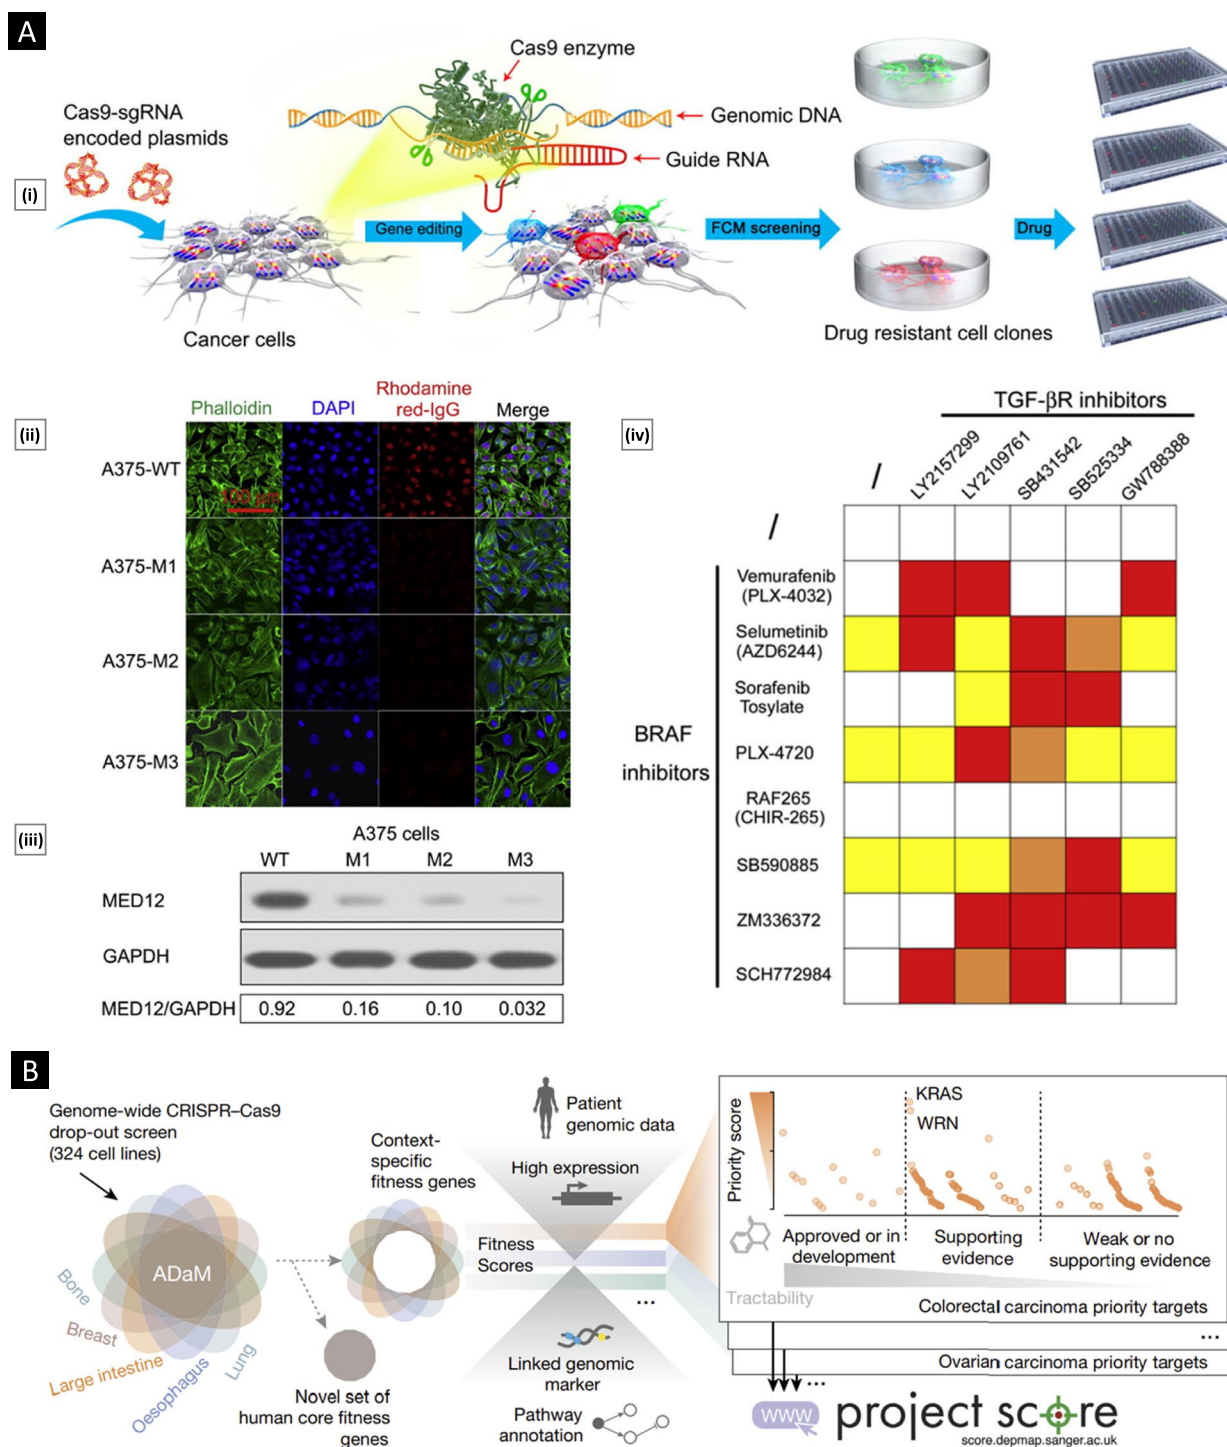 A
Cas9 enzyme
Cas9-sgRNA
encoded plasmids
Genomic DNA
Guide RNA
(i)
Gene editing
FCM screening
Drug
Cancer cells
Drug resistant cell clones
(ii)
Phalloidin
DAPI
Rhodamine
red-IgG
Merge
A375-WT
100 μm
A375-M1
A375-M2
A375-M3
(iii)
A375 cells
WT M1 M2 M3
MED12
GAPDH
MED12/GAPDH 0.92 0.16 0.10 0.032
(iv)
TGF-βR inhibitors
/ LY2157299 LY2109761 SB431542 SB525334 GW788388
/
BRAF
inhibitors
Vemurafenib
(PLX-4032)
Selumetinib
(AZD6244)
Sorafenib
Tosylate
PLX-4720
RAF265
(CHIR-265)
SB590885
ZM336372
SCH772984
B
Genome-wide CRISPR–Cas9
drop-out screen
(324 cell lines)
ADaM
Bone
Breast
Large intestine
Oesophagus
Lung
Context-
specific
fitness genes
Novel set of
human core fitness
genes
Patient
genomic data
High expression
Fitness
Scores
...
Linked genomic
marker
Pathway
annotation
Priority score
KRAS
WRN
Approved or in
development
Supporting
evidence
Weak or no
supporting evidence
Tractability
Colorectal carcinoma priority targets
...
Ovarian carcinoma priority targets
...
www
project score
score.depmap.sanger.ac.uk